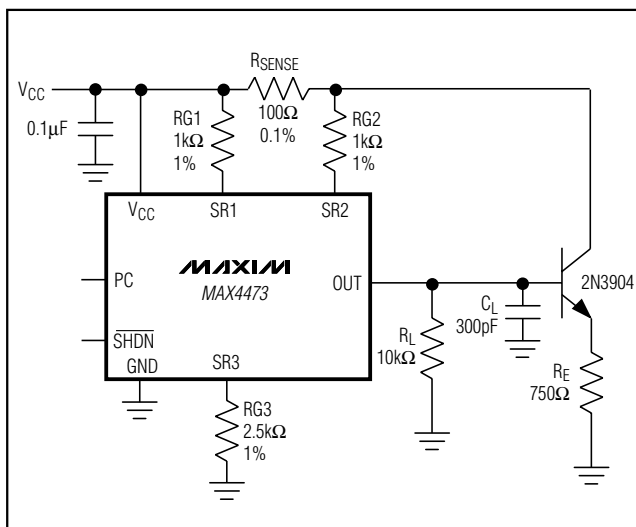 VCC
0.1µF
RSENSE
100Ω
0.1%
RG1
1kΩ
1%
RG2
1kΩ
1%
VCC
SR1
SR2
MAXIM
MAX4473
PC
OUT
SHDN
GND
SR3
RG3
2.5kΩ
1%
RL
10kΩ
CL
300pF
2N3904
RE
750Ω